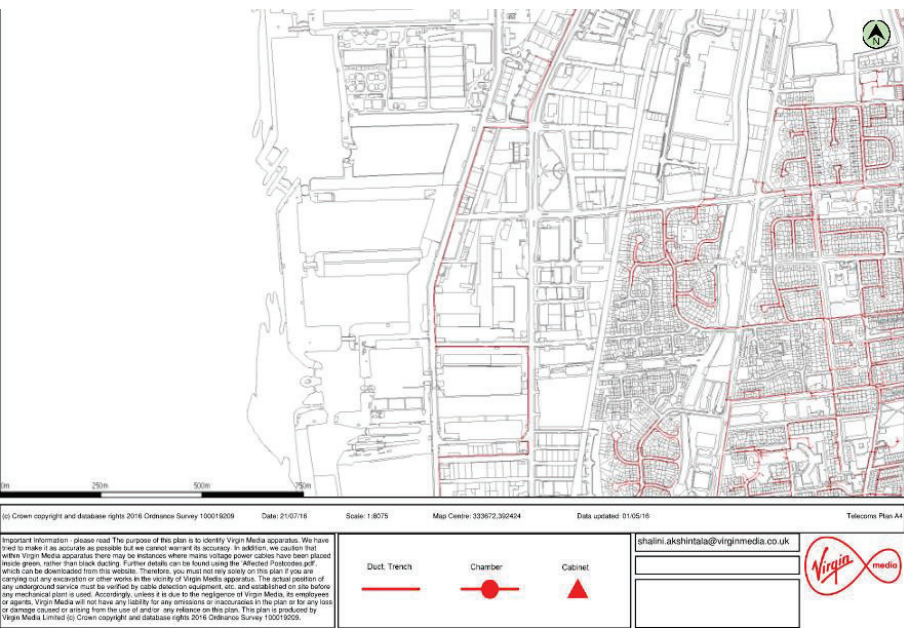 N
0m 250m 500m 750m
(c) Crown copyright and database rights 2016 Ordnance Survey 100019209 Date: 21/07/16 Scale: 1:8075 Map Centre: 333672,392424 Data updated: 01/05/16 Telecoms Plan A4
Important Information - please read The purpose of this plan is to identify Virgin Media apparatus. We have
tried to make it as accurate as possible but we cannot warrant its accuracy. In addition, we caution that
within Virgin Media apparatus there may be instances where mains voltage power cables have been placed
inside green, rather than black ducting. Further details can be found using the 'Affected Postcodes.pdf',
which can be downloaded from this website. Therefore, you must not rely solely on this plan if you are
carrying out any excavation or other works in the vicinity of Virgin Media apparatus. The actual position of
any underground service must be verified by cable detection equipment, etc. and established on site before
any mechanical plant is used. Accordingly, unless it is due to the negligence of Virgin Media, its employees
or agents, Virgin Media will not have any liability for any omissions or inaccuracies in the plan or for any loss
or damage caused or arising from the use of and/or any reliance on this plan. This plan is produced by
Virgin Media Limited (c) Crown copyright and database rights 2016 Ordnance Survey 100019209.
Duct, Trench Chamber Cabinet
shalini.akshintala@virginmedia.co.uk
Virgin media